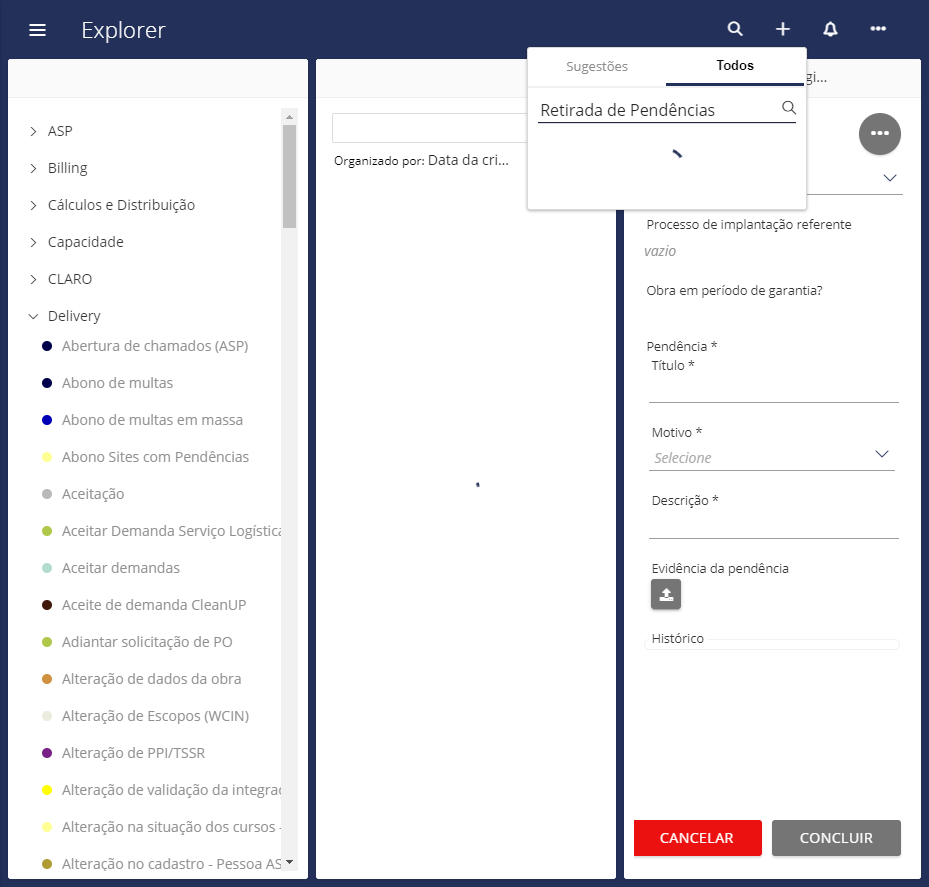 Explorer
Sugestões
Todos
Retirada de Pendências
ASP
Billing
Cálculos e Distribuição
Capacidade
CLARO
Delivery
Abertura de chamados (ASP)
Abono de multas
Abono de multas em massa
Abono Sites com Pendências
Aceitação
Aceitar Demanda Serviço Logística
Aceitar demandas
Aceite de demanda CleanUP
Adiantar solicitação de PO
Alteração de dados da obra
Alteração de Escopos (WCIN)
Alteração de PPI/TSSR
Alteração de validação da integrac
Alteração na situação dos cursos -
Alteração no cadastro - Pessoa AS
Organizado por: Data da cri...
gi...
Processo de implantação referente
vazio
Obra em período de garantia?
Pendência *
Título *
Motivo *
Selecione
Descrição *
Evidência da pendência
Histórico
CANCELAR
CONCLUIR